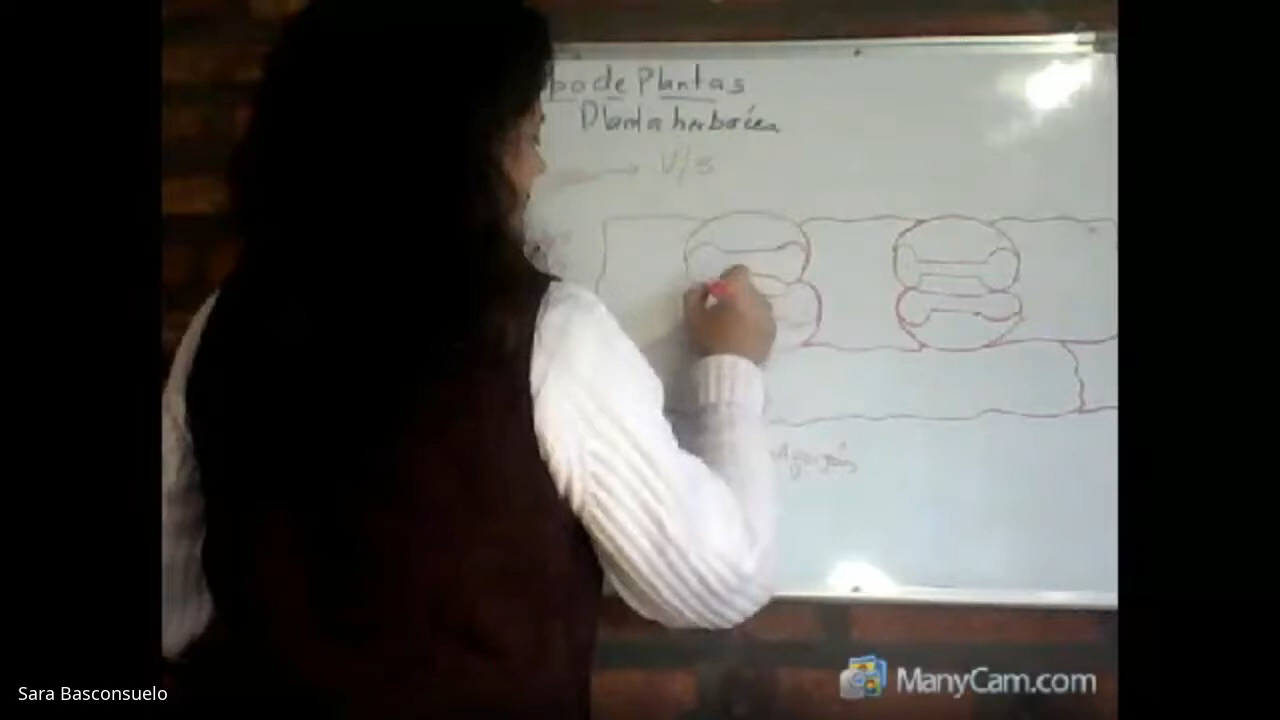 po de Plantas
Planta herbácea
V/S
Sara Basconsuelo
ManyCam.com